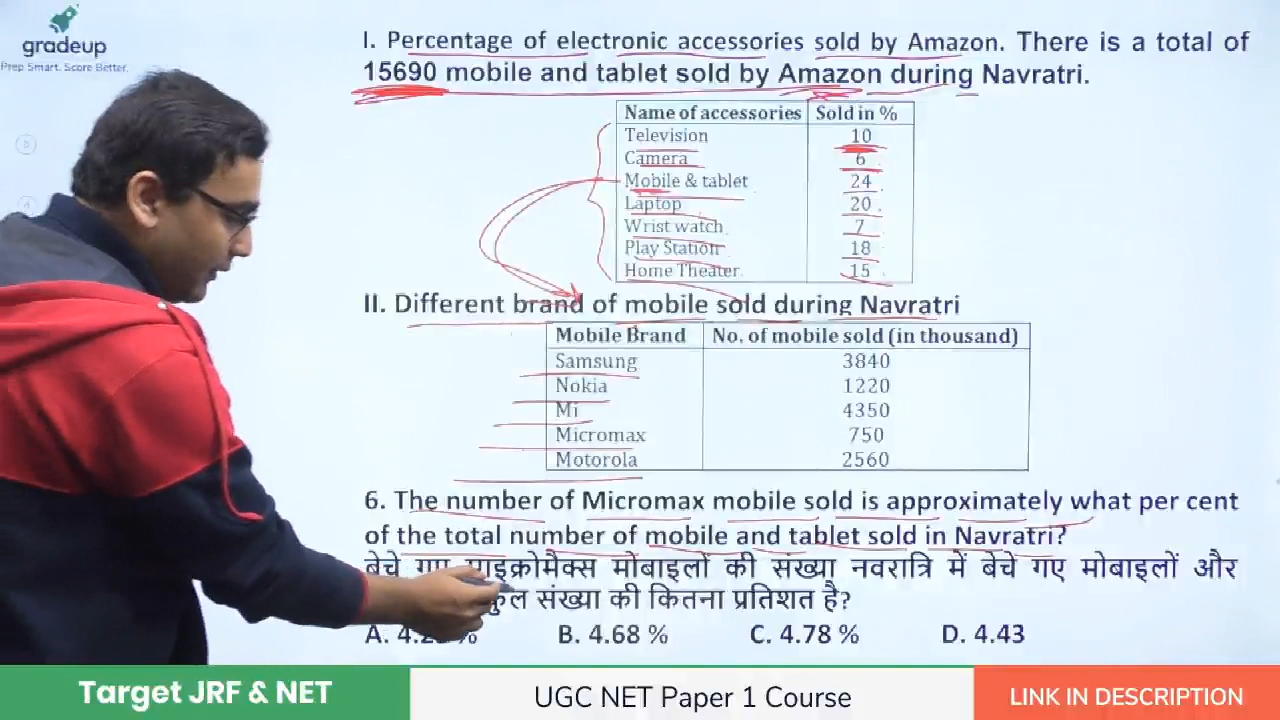 gradeup
Prep Smart. Score Better.
I. Percentage of electronic accessories sold by Amazon. There is a total of
15690 mobile and tablet sold by Amazon during Navratri.
Name of accessories Sold in %
Television 10
Camera 6
Mobile & tablet 24
Laptop 20
Wrist watch 7
Play Station 18
Home Theater 15
II. Different brand of mobile sold during Navratri
Mobile Brand No. of mobile sold (in thousand)
Samsung 3840
Nokia 1220
Mi 4350
Micromax 750
Motorola 2560
6. The number of Micromax mobile sold is approximately what per cent
of the total number of mobile and tablet sold in Navratri?
बेचे गए माइक्रोमैक्स मोबाइलों की संख्या नवरात्रि में बेचे गए मोबाइलों और
कुल संख्या की कितना प्रतिशत है?
A. % B. 4.68 % C. 4.78 % D. 4.43
Target JRF & NET UGC NET Paper 1 Course LINK IN DESCRIPTION